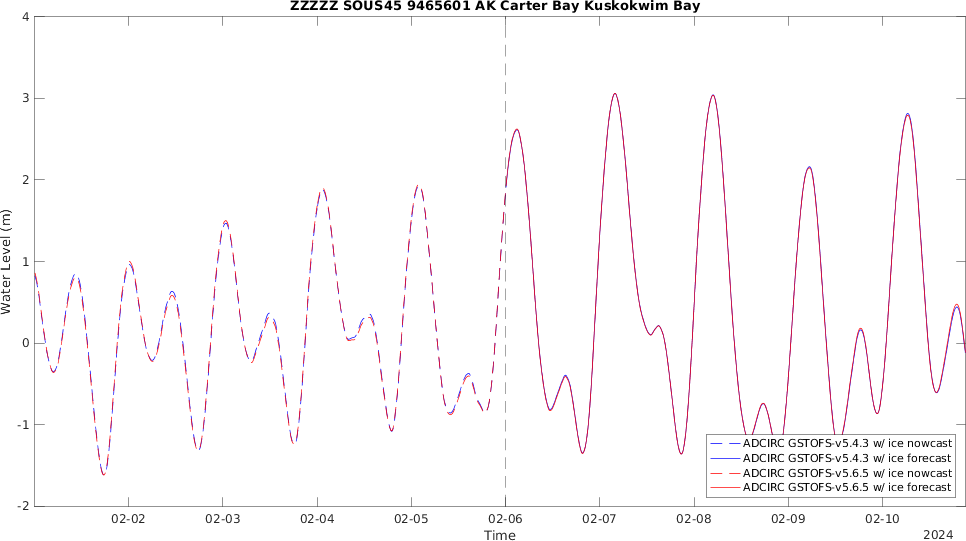 ZZZZZ SOUS45 9465601 AK Carter Bay Kuskokwim Bay
4
3
2
1
0
-1
-2
Water Level (m)
02-02
02-03
02-04
02-05
02-06
02-07
02-08
02-09
02-10
Time
2024
ADCIRC GSTOFS-v5.4.3 w/ ice nowcast
ADCIRC GSTOFS-v5.4.3 w/ ice forecast
ADCIRC GSTOFS-v5.6.5 w/ ice nowcast
ADCIRC GSTOFS-v5.6.5 w/ ice forecast